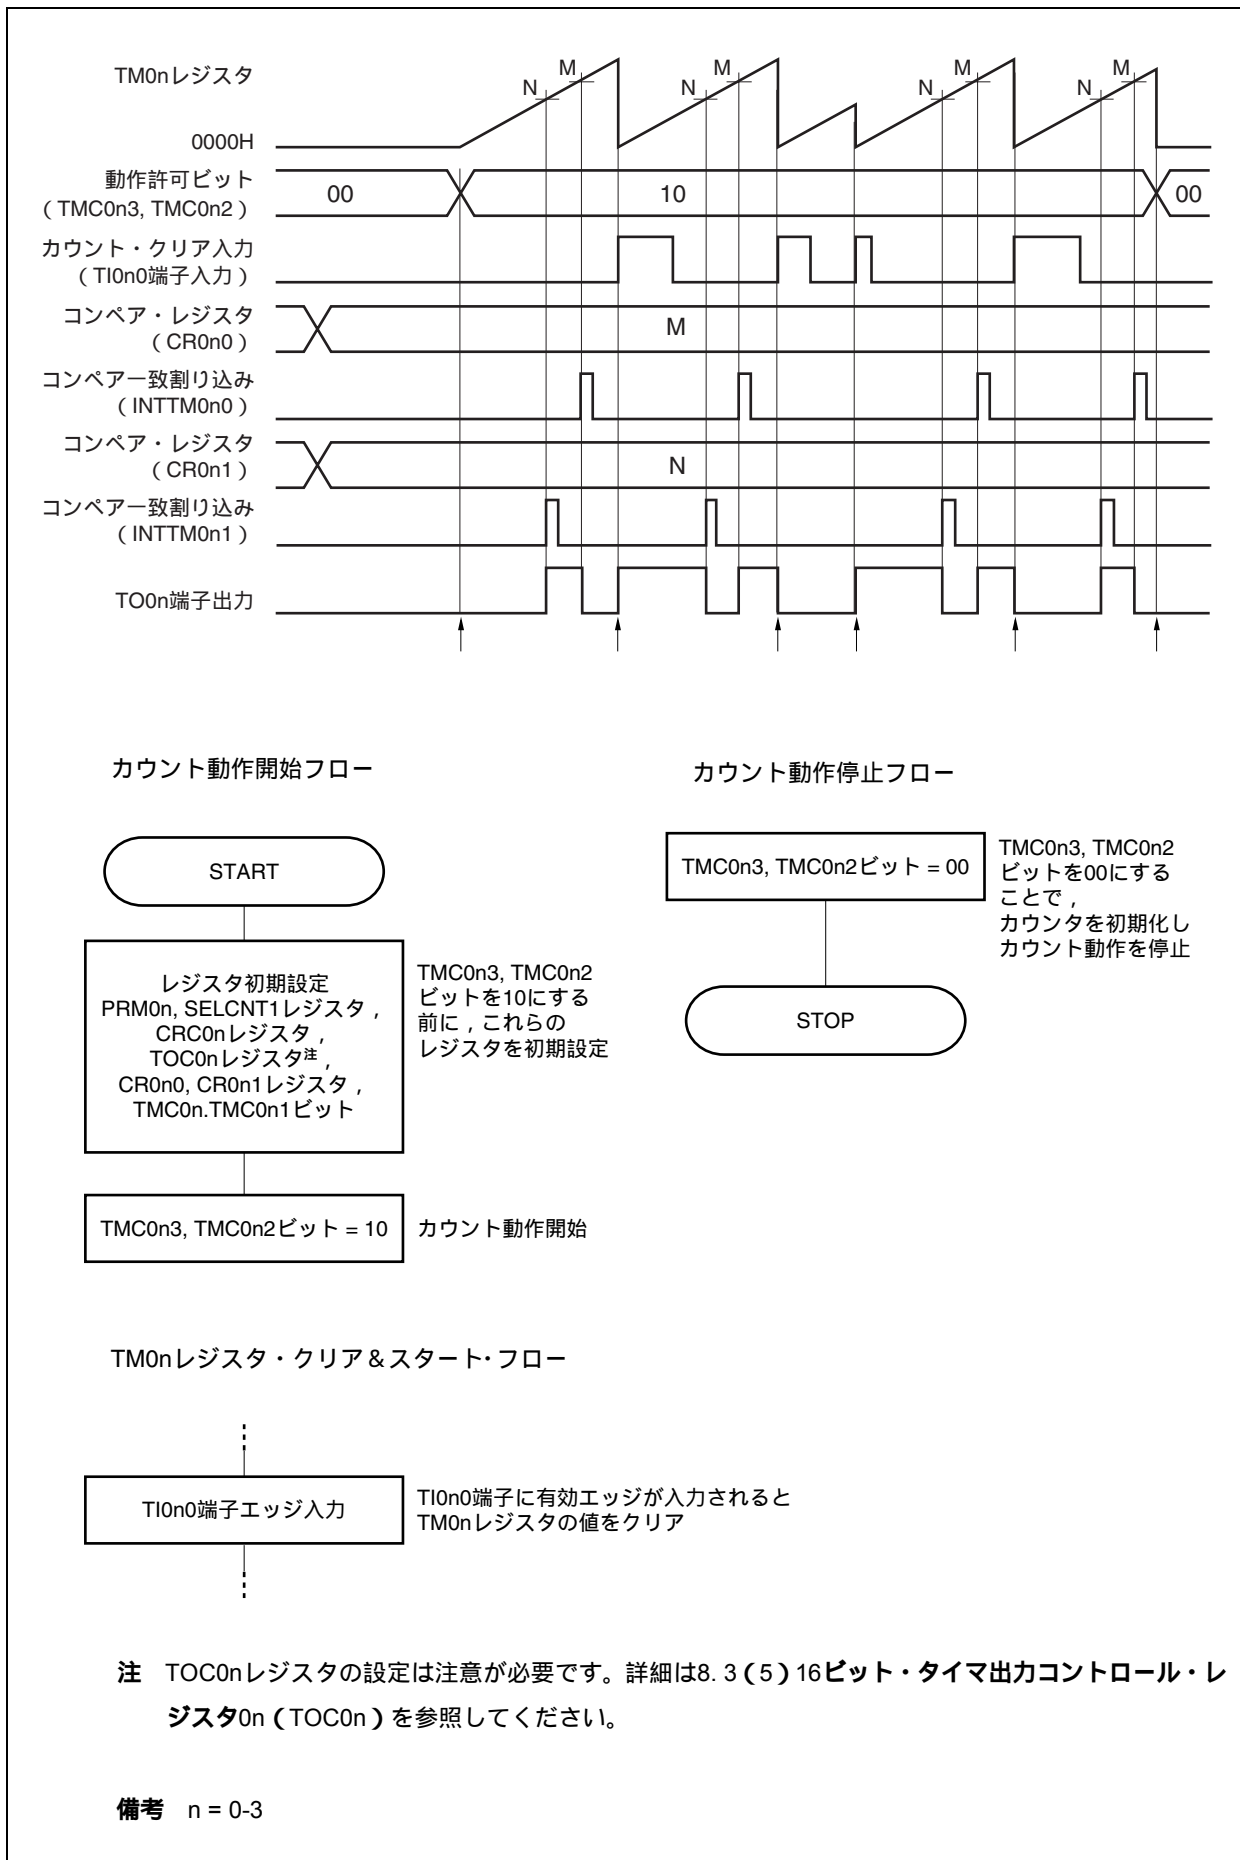 TM0nレジスタ
N M N M N M N M
0000H
動作許可ビット
(TMC0n3, TMC0n2)
00 10 00
カウント・クリア入力
(TI0n0端子入力)
コンペア・レジスタ
(CR0n0)
M
コンペア一致割り込み
(INTTM0n0)
コンペア・レジスタ
(CR0n1)
N
コンペア一致割り込み
(INTTM0n1)
TO0n端子出力
カウント動作開始フロー
START
レジスタ初期設定
PRM0n, SELCNT1レジスタ,
CRC0nレジスタ,
TOC0nレジスタ注,
CR0n0, CR0n1レジスタ,
TMC0n.TMC0n1ビット
TMC0n3, TMC0n2
ビットを10にする
前に,これらの
レジスタを初期設定
TMC0n3, TMC0n2ビット = 10
カウント動作開始
カウント動作停止フロー
TMC0n3, TMC0n2ビット = 00
TMC0n3, TMC0n2
ビットを00にする
ことで,
カウンタを初期化し
カウント動作を停止
STOP
TM0nレジスタ・クリア&スタート・フロー
TI0n0端子エッジ入力
TI0n0端子に有効エッジが入力されると
TM0nレジスタの値をクリア
注 TOC0nレジスタの設定は注意が必要です。詳細は8. 3(5)16ビット・タイマ出力コントロール・レ
ジスタ0n(TOC0n)を参照してください。
備考 n = 0-3